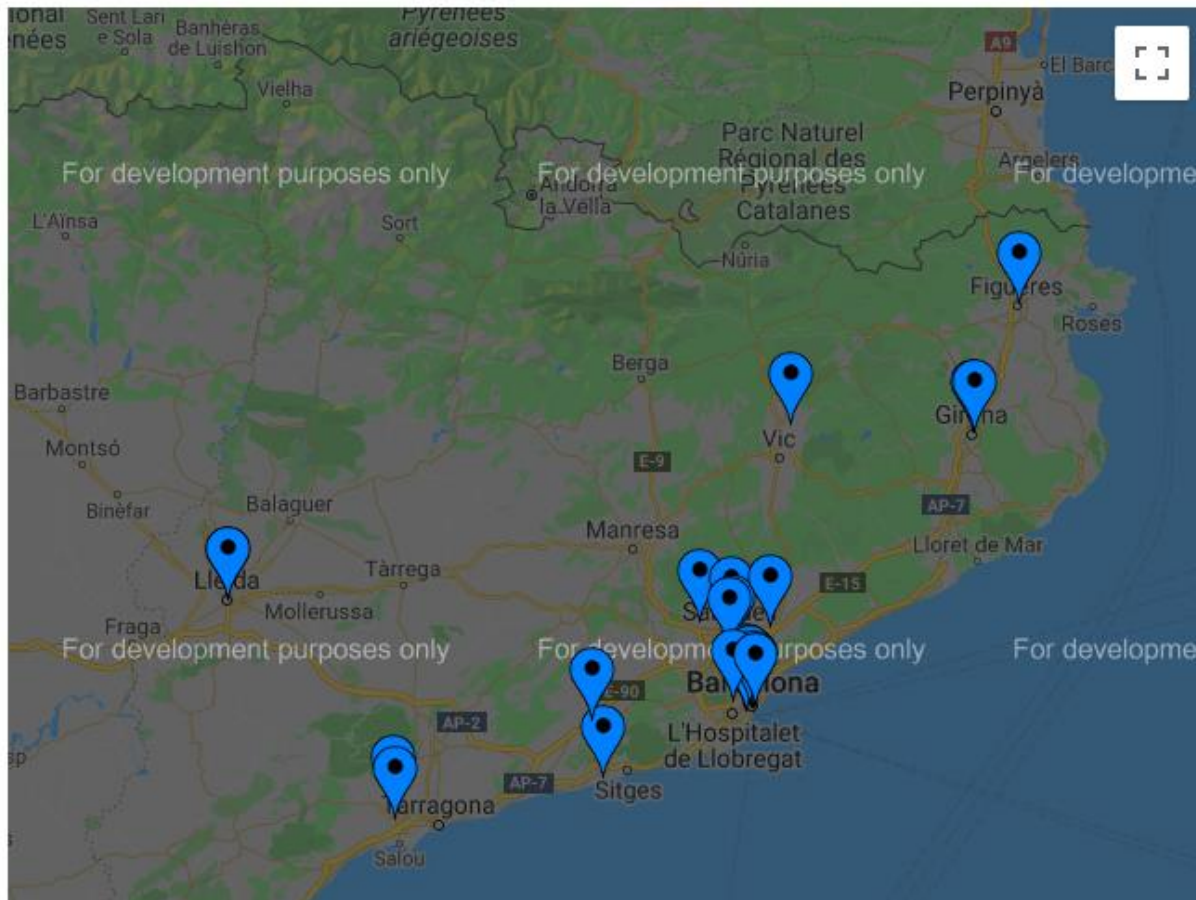 Sent Lari
e Sola
Banhèras
de Luishon
Pyrénées
ariégeoises
A9
El Barc
Vielha
Perpinyà
Parc Naturel
Régional des
Pyrénées
Catalanes
Argelers
For development purposes only
For development purposes only
For developme
Andorra
la Vella
L'Aïnsa
Sort
Núria
Figueres
Roses
Berga
Barbastre
Girona
Vic
Montsó
E-9
Binèfar
Balaguer
AP-7
Manresa
Lloret de Mar
Lleida
Tàrrega
E-15
Mollerussa
Fraga
For development purposes only
For development purposes only
For developme
Barcelona
E-90
AP-2
L'Hospitalet
de Llobregat
AP-7
Sitges
Tarragona
Salou